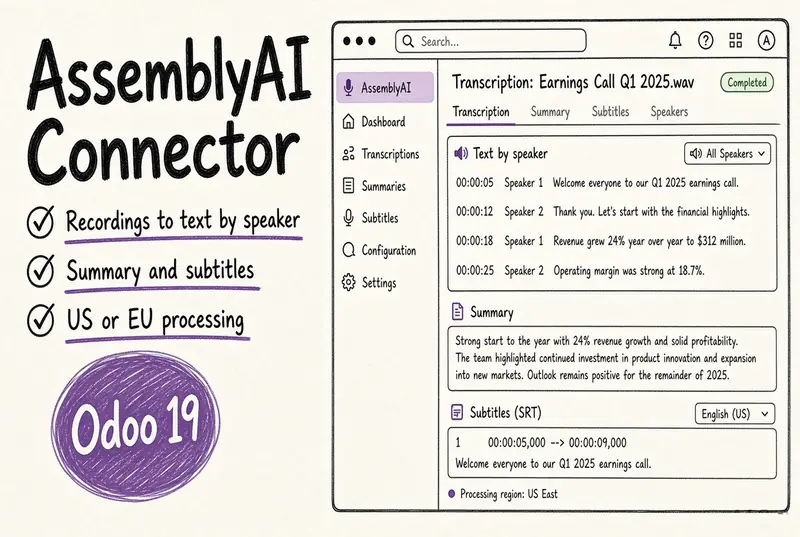 AssemblyAI
Connector
Recordings to text by speaker
Summary and subtitles
US or EU processing
Odoo 19
Search...
?
A
AssemblyAI
Dashboard
Transcriptions
Summaries
Subtitles
Configuration
Settings
Transcription: Earnings Call Q1 2025.wav
Completed
Transcription Summary Subtitles Speakers
Text by speaker
All Speakers
00:00:05 Speaker 1 Welcome everyone to our Q1 2025 earnings call.
00:00:12 Speaker 2 Thank you. Let's start with the financial highlights.
00:00:18 Speaker 1 Revenue grew 24% year over year to $312 million.
00:00:25 Speaker 2 Operating margin was strong at 18.7%.
Summary
Strong start to the year with 24% revenue growth and solid profitability.
The team highlighted continued investment in product innovation and expansion
into new markets. Outlook remains positive for the remainder of 2025.
Subtitles (SRT)
English (US)
1 00:00:05,000 --> 00:00:09,000
Welcome everyone to our Q1 2025 earnings call.
Processing region: US East